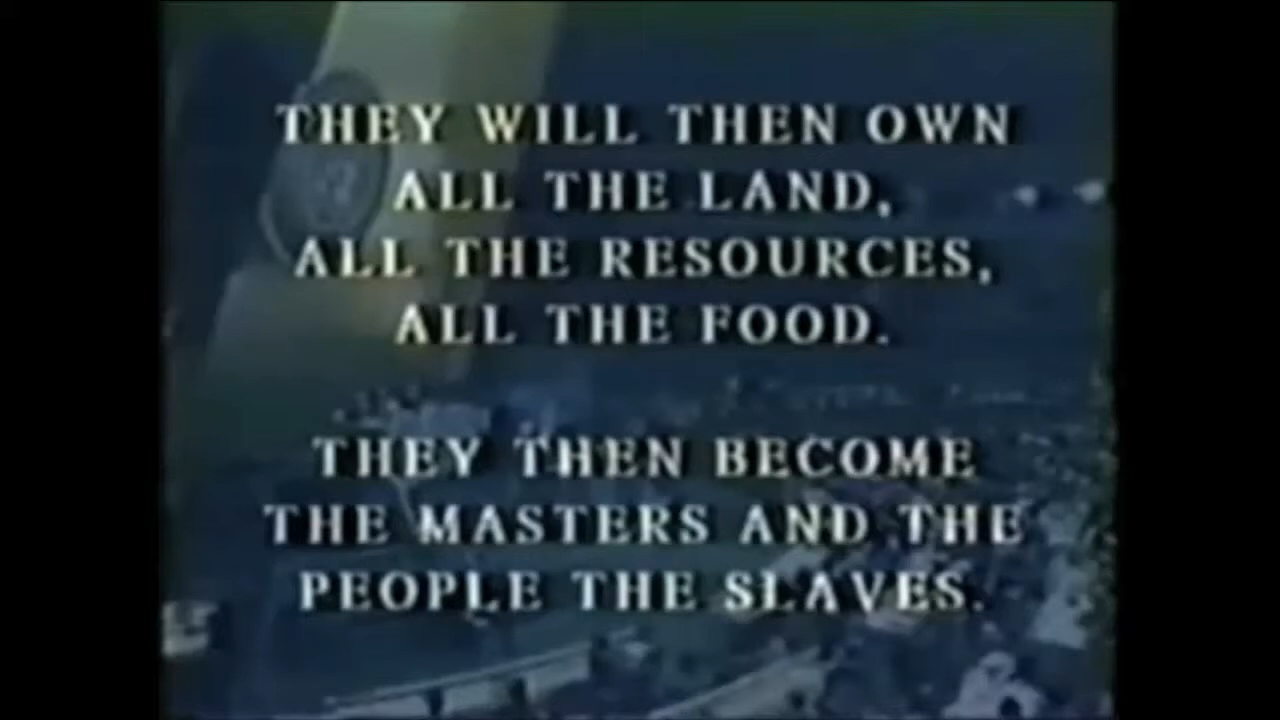 THEY WILL THEN OWN
ALL THE LAND,
ALL THE RESOURCES,
ALL THE FOOD.
THEY THEN BECOME
THE MASTERS AND THE
PEOPLE THE SLAVES.